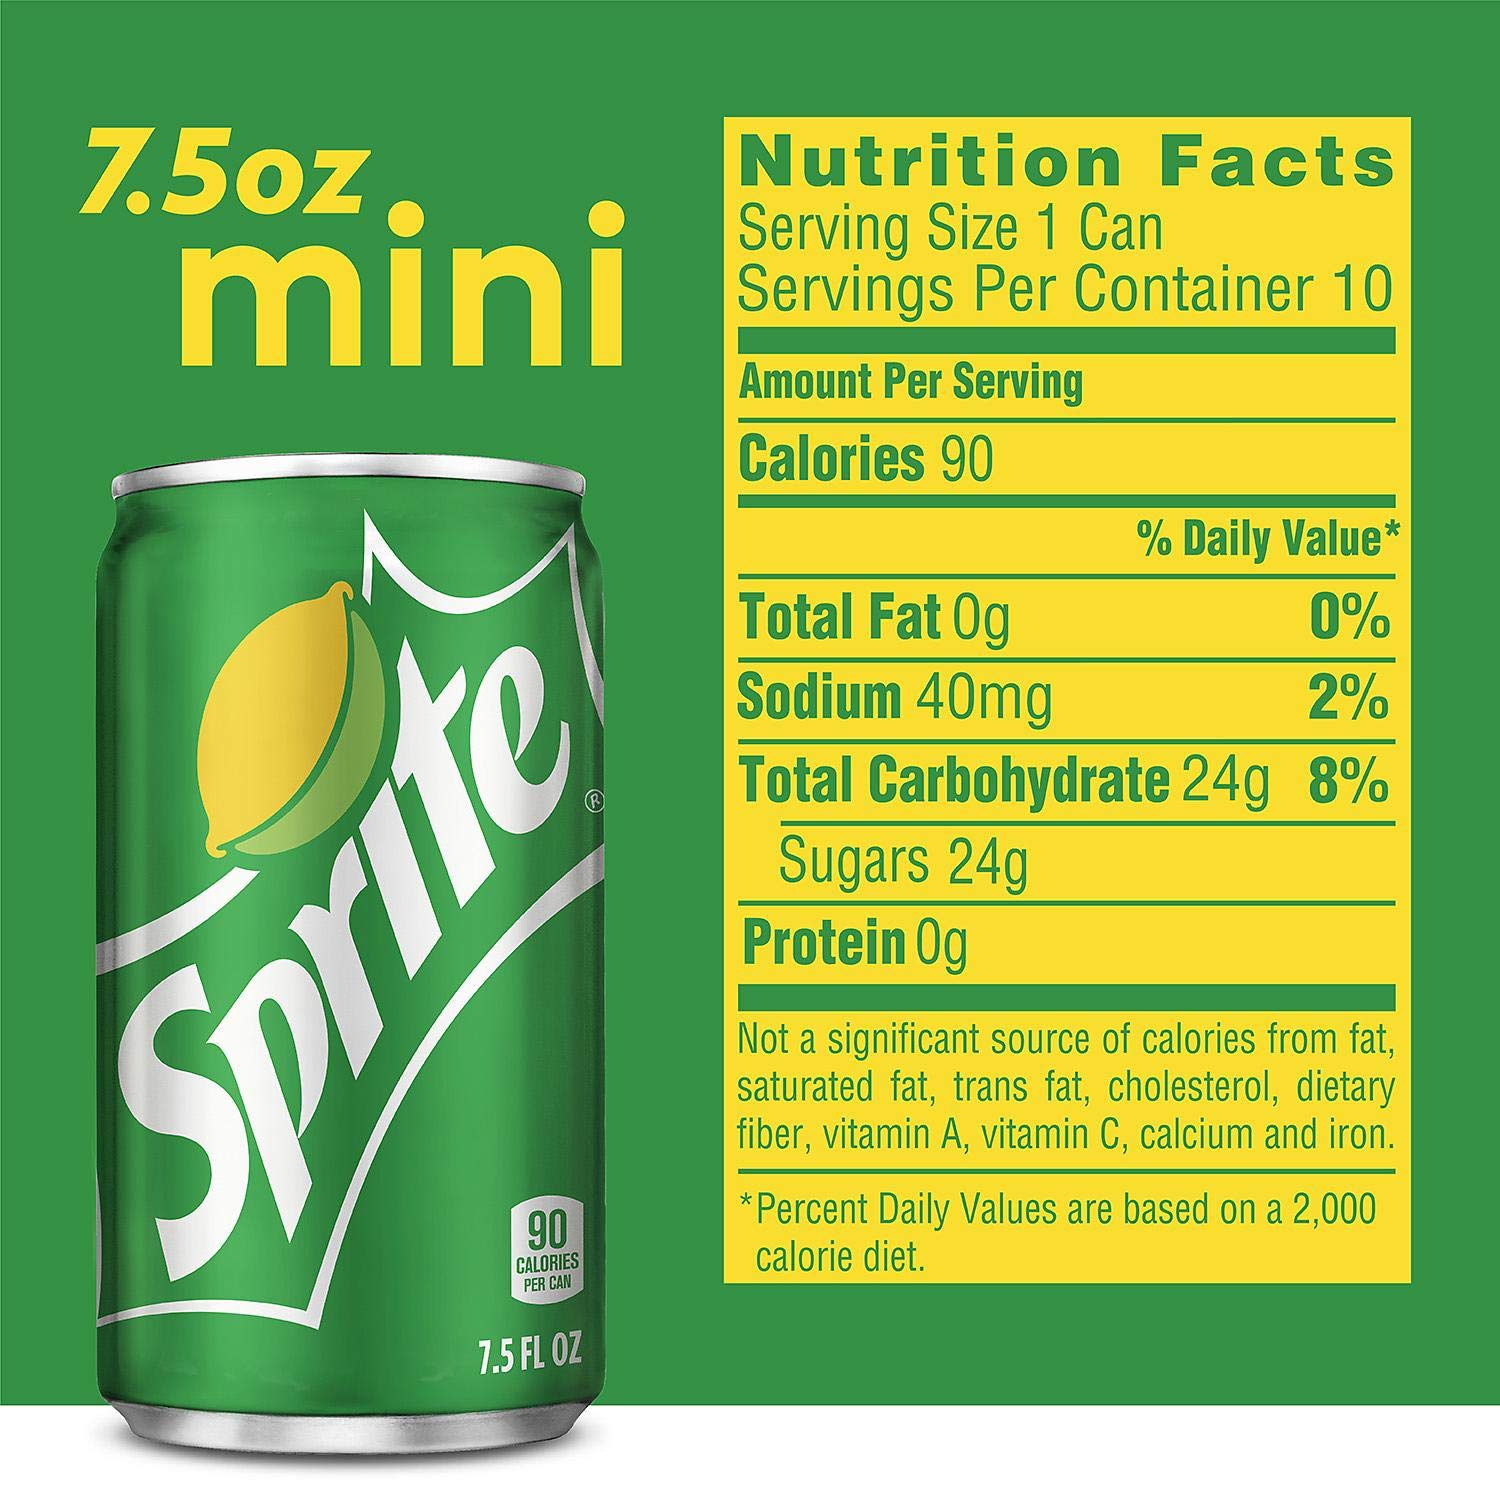 7.5oz
mini
Sprite
®
90
CALORIES
PER CAN
7.5 FL OZ
Nutrition Facts
Serving Size 1 Can
Servings Per Container 10
Amount Per Serving
Calories 90
% Daily Value*
Total Fat 0g 0%
Sodium 40mg 2%
Total Carbohydrate 24g 8%
Sugars 24g
Protein 0g
Not a significant source of calories from fat,
saturated fat, trans fat, cholesterol, dietary
fiber, vitamin A, vitamin C, calcium and iron.
*Percent Daily Values are based on a 2,000
calorie diet.